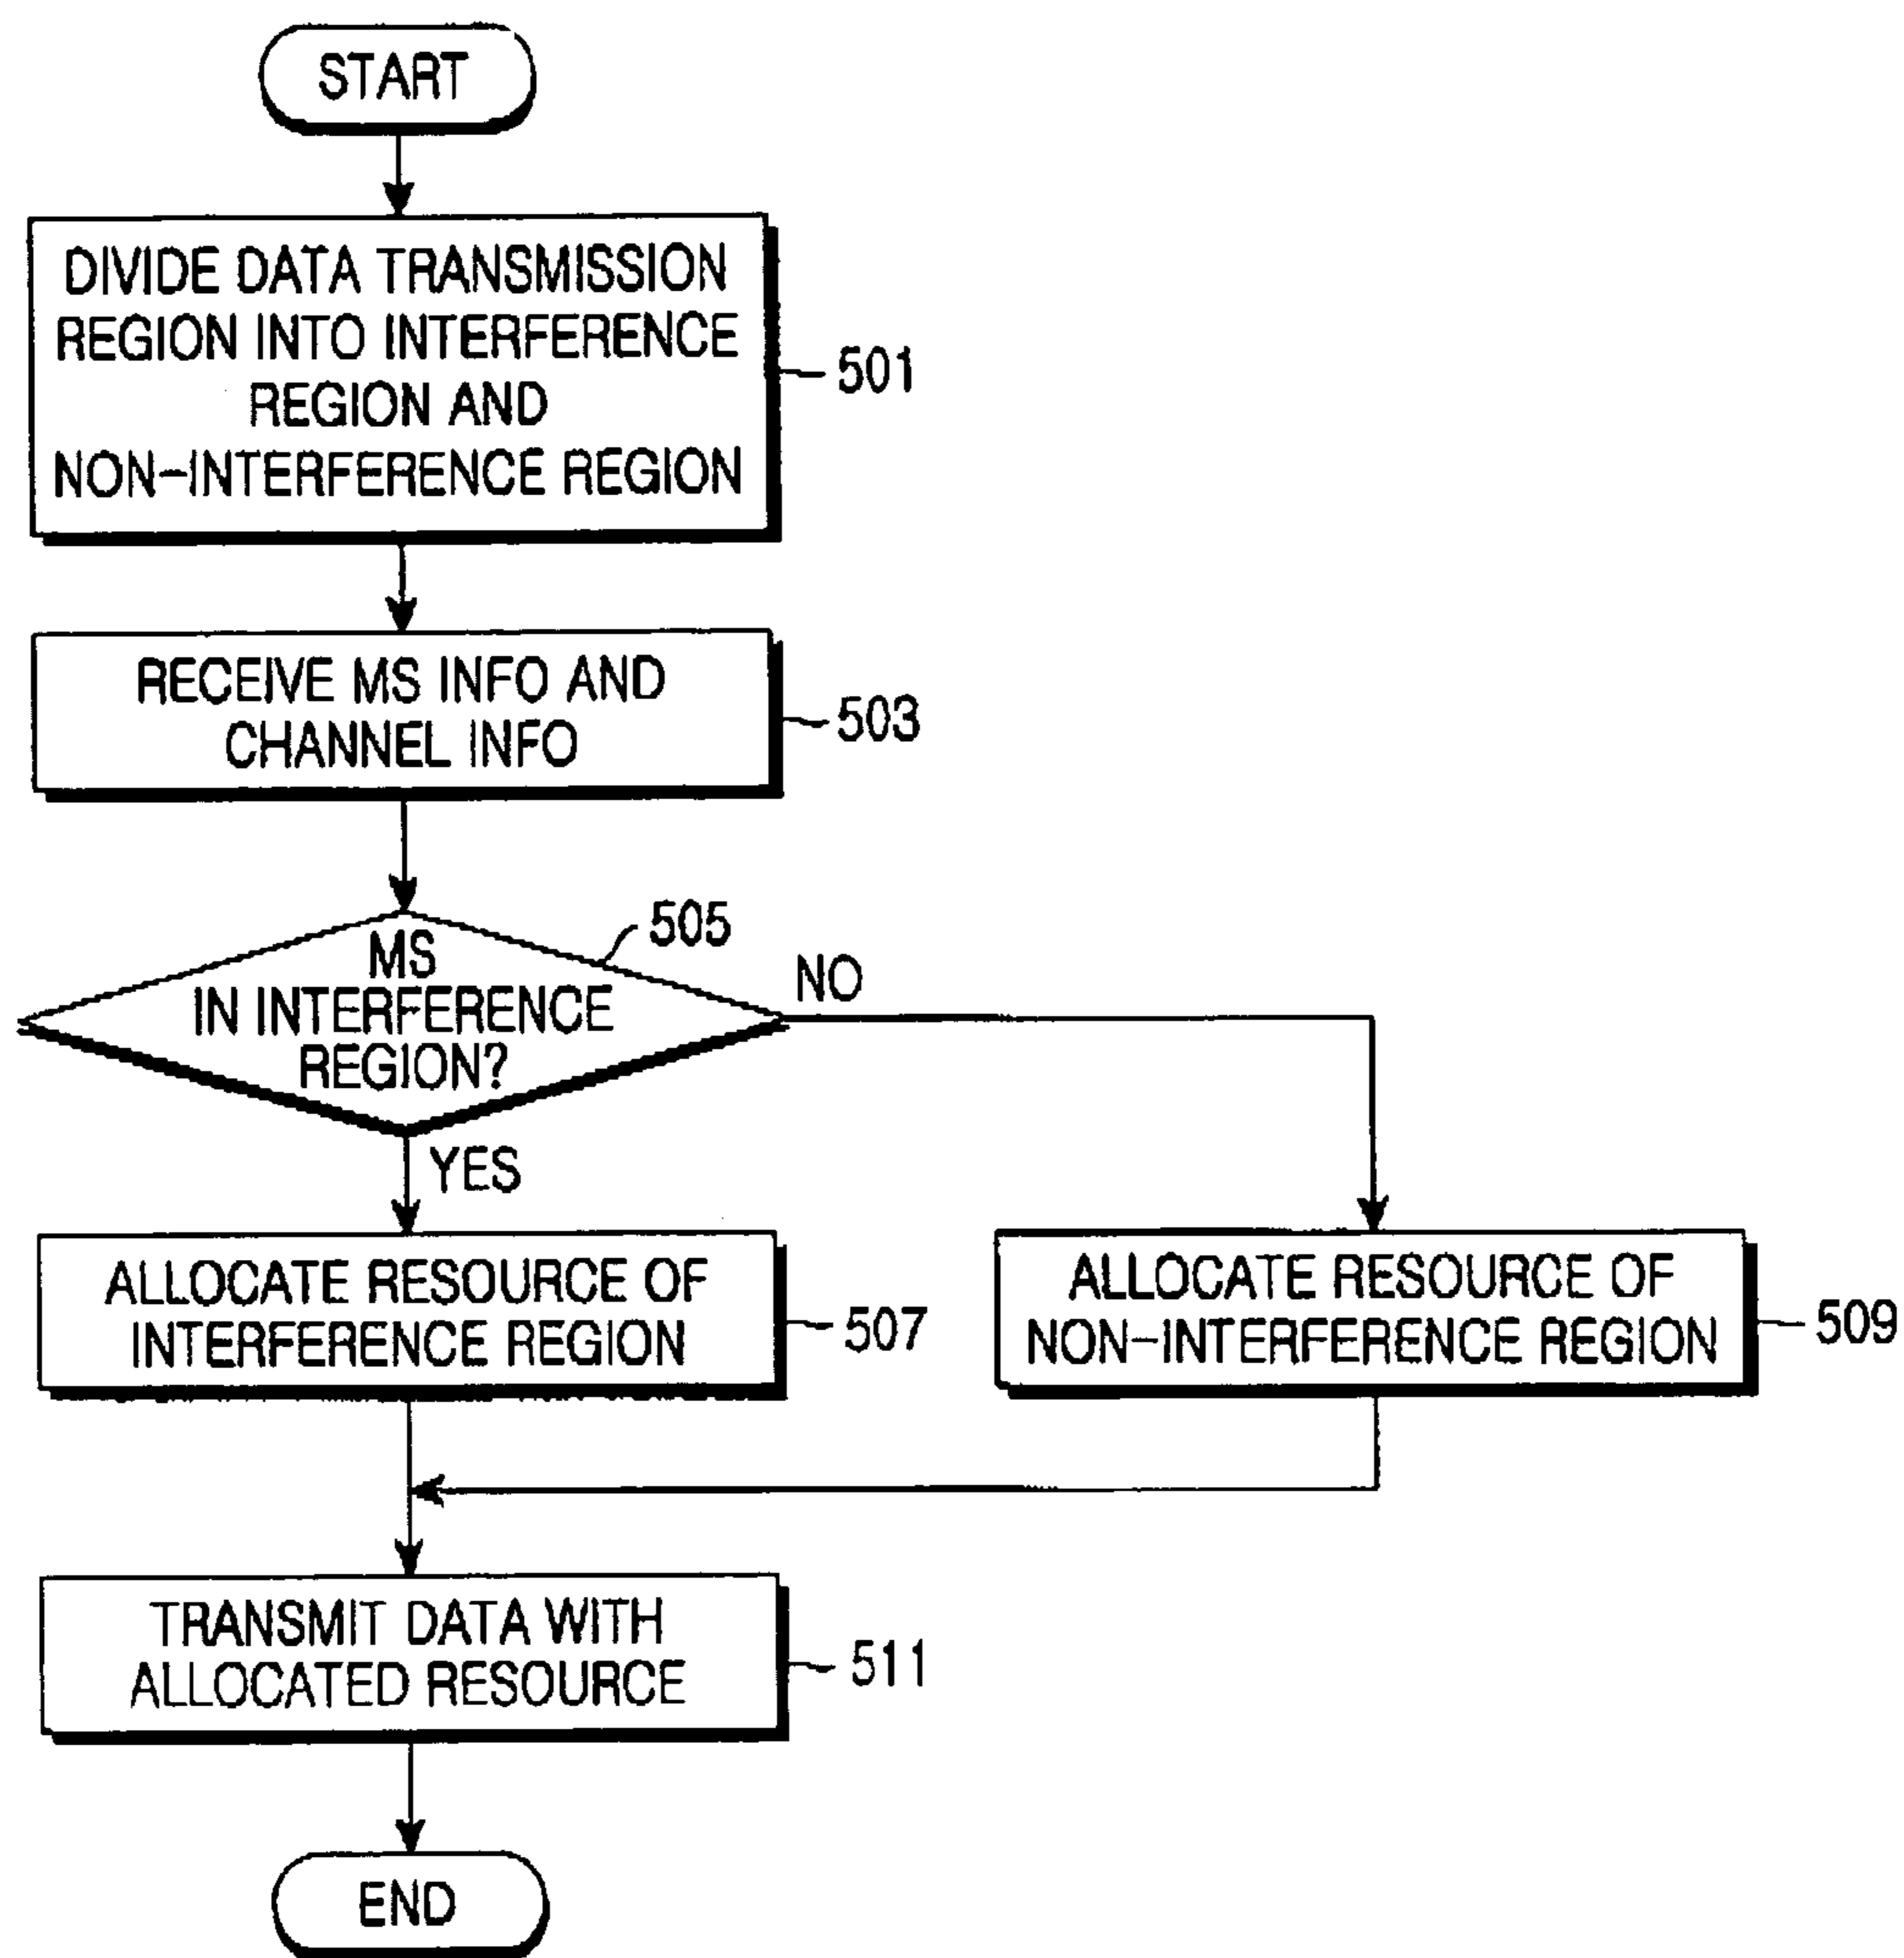 START
DIVIDE DATA TRANSMISSION
REGION INTO INTERFERENCE
REGION AND
NON-INTERFERENCE REGION
501
RECEIVE MS INFO AND
CHANNEL INFO
503
505
MS
IN INTERFERENCE
REGION?
NO
YES
ALLOCATE RESOURCE OF
INTERFERENCE REGION
507
ALLOCATE RESOURCE OF
NON-INTERFERENCE REGION
509
TRANSMIT DATA WITH
ALLOCATED RESOURCE
511
END